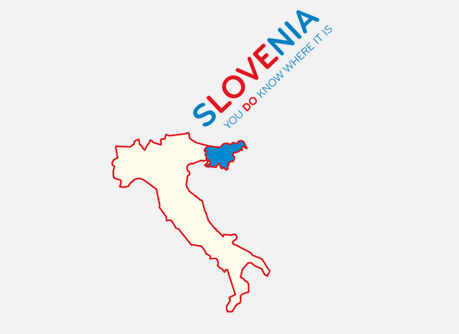 SLOVENIA
YOU DO KNOW WHERE IT IS